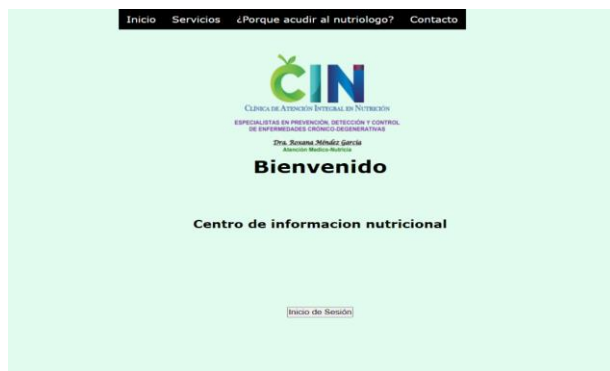 Inicio Servicios ¿Porque acudir al nutriologo? Contacto
CIN
CLÍNICA DE ATENCIÓN INTEGRAL EN NUTRICIÓN
ESPECIALISTAS EN PREVENCIÓN, DETECCIÓN Y CONTROL
DE ENFERMEDADES CRÓNICO-DEGENERATIVAS
Dra. Roxana Méndez García
Atención Medico-Nutricia
Bienvenido
Centro de informacion nutricional
Inicio de Sesión